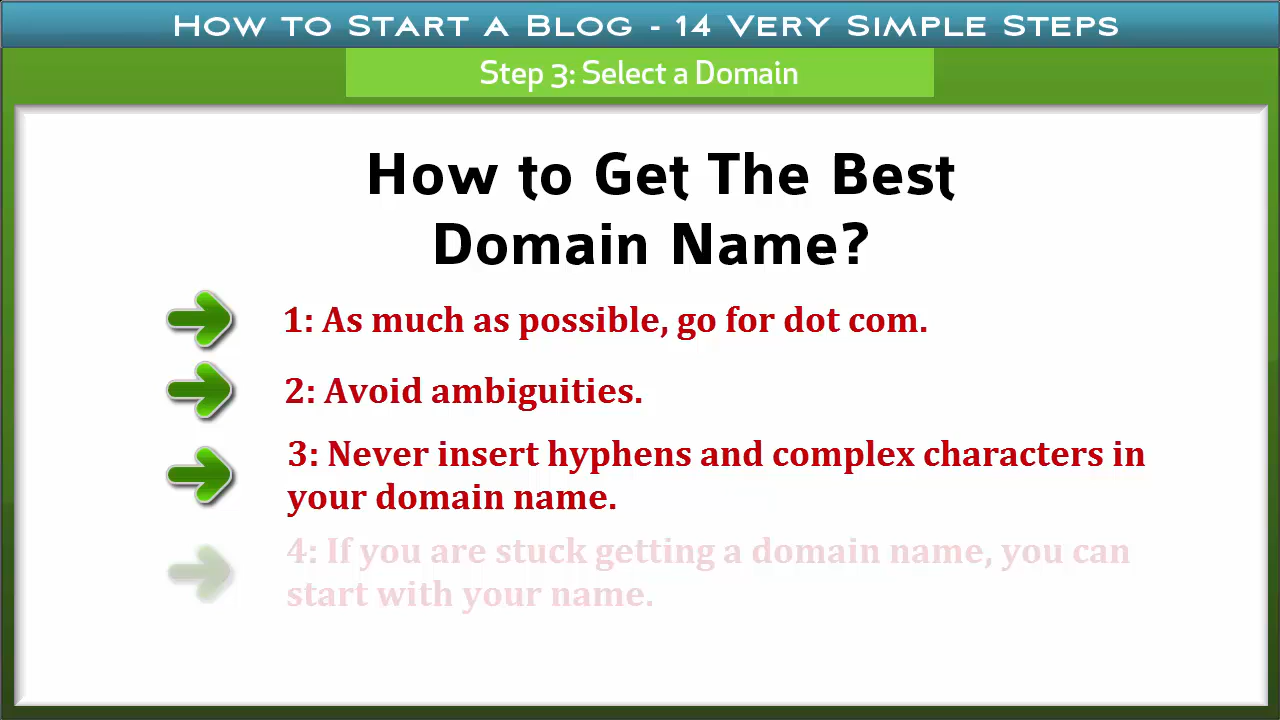 How to Start a Blog - 14 Very Simple Steps
Step 3: Select a Domain
How to Get The Best
Domain Name?
1: As much as possible, go for dot com.
2: Avoid ambiguities.
3: Never insert hyphens and complex characters in
your domain name.
4: If you are stuck getting a domain name, you can
start with your name.